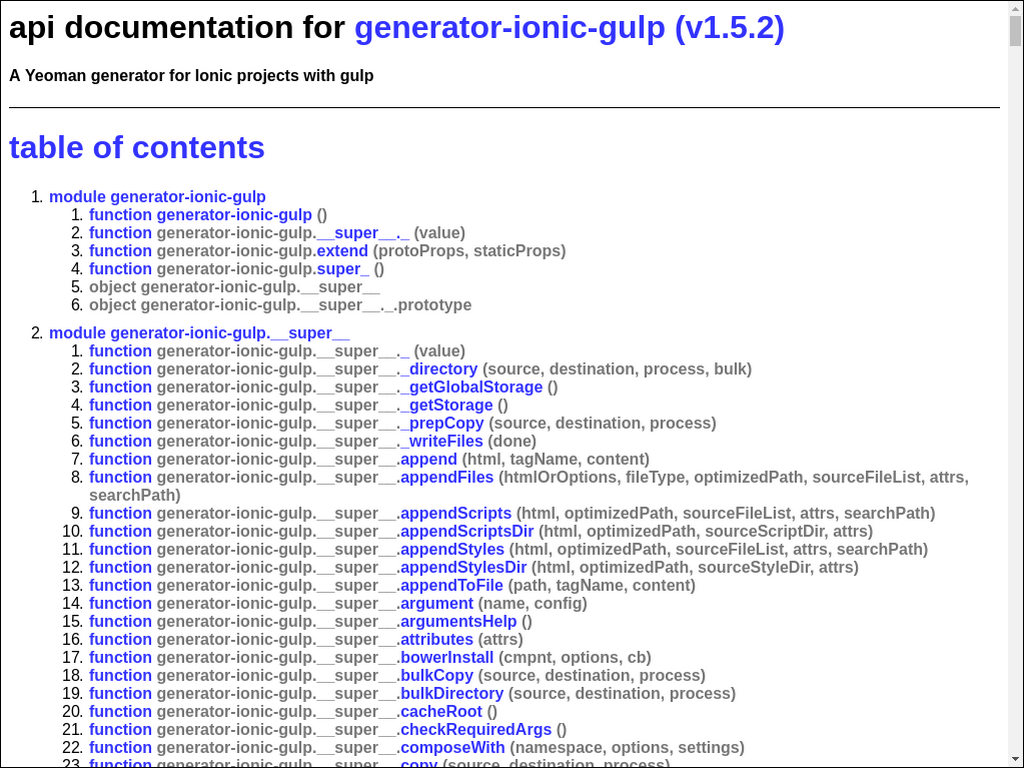 api documentation for generator-ionic-gulp (v1.5.2)
A Yeoman generator for Ionic projects with gulp
table of contents
1. module generator-ionic-gulp
1. function generator-ionic-gulp ()
2. function generator-ionic-gulp.__super__._ (value)
3. function generator-ionic-gulp.extend (protoProps, staticProps)
4. function generator-ionic-gulp.super_ ()
5. object generator-ionic-gulp.__super__
6. object generator-ionic-gulp.__super__._.prototype
2. module generator-ionic-gulp.__super__
1. function generator-ionic-gulp.__super__._ (value)
2. function generator-ionic-gulp.__super__._directory (source, destination, process, bulk)
3. function generator-ionic-gulp.__super__._getGlobalStorage ()
4. function generator-ionic-gulp.__super__._getStorage ()
5. function generator-ionic-gulp.__super__._prepCopy (source, destination, process)
6. function generator-ionic-gulp.__super__._writeFiles (done)
7. function generator-ionic-gulp.__super__.append (html, tagName, content)
8. function generator-ionic-gulp.__super__.appendFiles (htmlOrOptions, fileType, optimizedPath, sourceFileList, attrs,
searchPath)
9. function generator-ionic-gulp.__super__.appendScripts (html, optimizedPath, sourceFileList, attrs, searchPath)
10. function generator-ionic-gulp.__super__.appendScriptsDir (html, optimizedPath, sourceScriptDir, attrs)
11. function generator-ionic-gulp.__super__.appendStyles (html, optimizedPath, sourceFileList, attrs, searchPath)
12. function generator-ionic-gulp.__super__.appendStylesDir (html, optimizedPath, sourceStyleDir, attrs)
13. function generator-ionic-gulp.__super__.appendToFile (path, tagName, content)
14. function generator-ionic-gulp.__super__.argument (name, config)
15. function generator-ionic-gulp.__super__.argumentsHelp ()
16. function generator-ionic-gulp.__super__.attributes (attrs)
17. function generator-ionic-gulp.__super__.bowerInstall (cmpnt, options, cb)
18. function generator-ionic-gulp.__super__.bulkCopy (source, destination, process)
19. function generator-ionic-gulp.__super__.bulkDirectory (source, destination, process)
20. function generator-ionic-gulp.__super__.cacheRoot ()
21. function generator-ionic-gulp.__super__.checkRequiredArgs ()
22. function generator-ionic-gulp.__super__.composeWith (namespace, options, settings)
23. function generator-ionic-gulp.__super__.copy (source, destination, process)